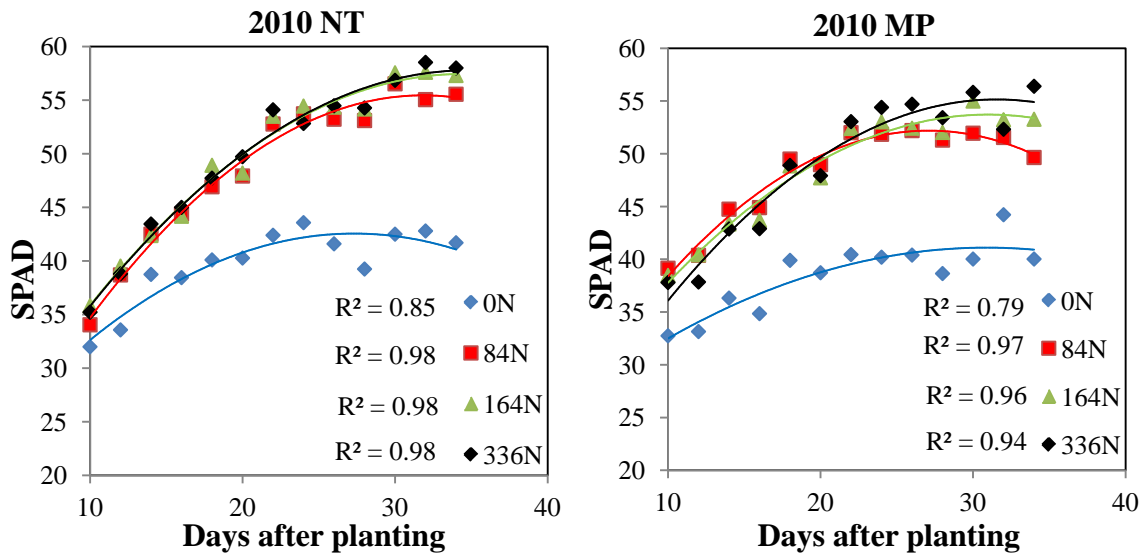 2010 NT
60
55
50
45
40
35
30
25
20
SPAD
R² = 0.85
0N
R² = 0.98
84N
R² = 0.98
164N
R² = 0.98
336N
10
20
30
40
Days after planting
2010 MP
60
55
50
45
40
35
30
25
20
SPAD
R² = 0.79
0N
R² = 0.97
84N
R² = 0.96
164N
R² = 0.94
336N
10
20
30
40
Days after planting